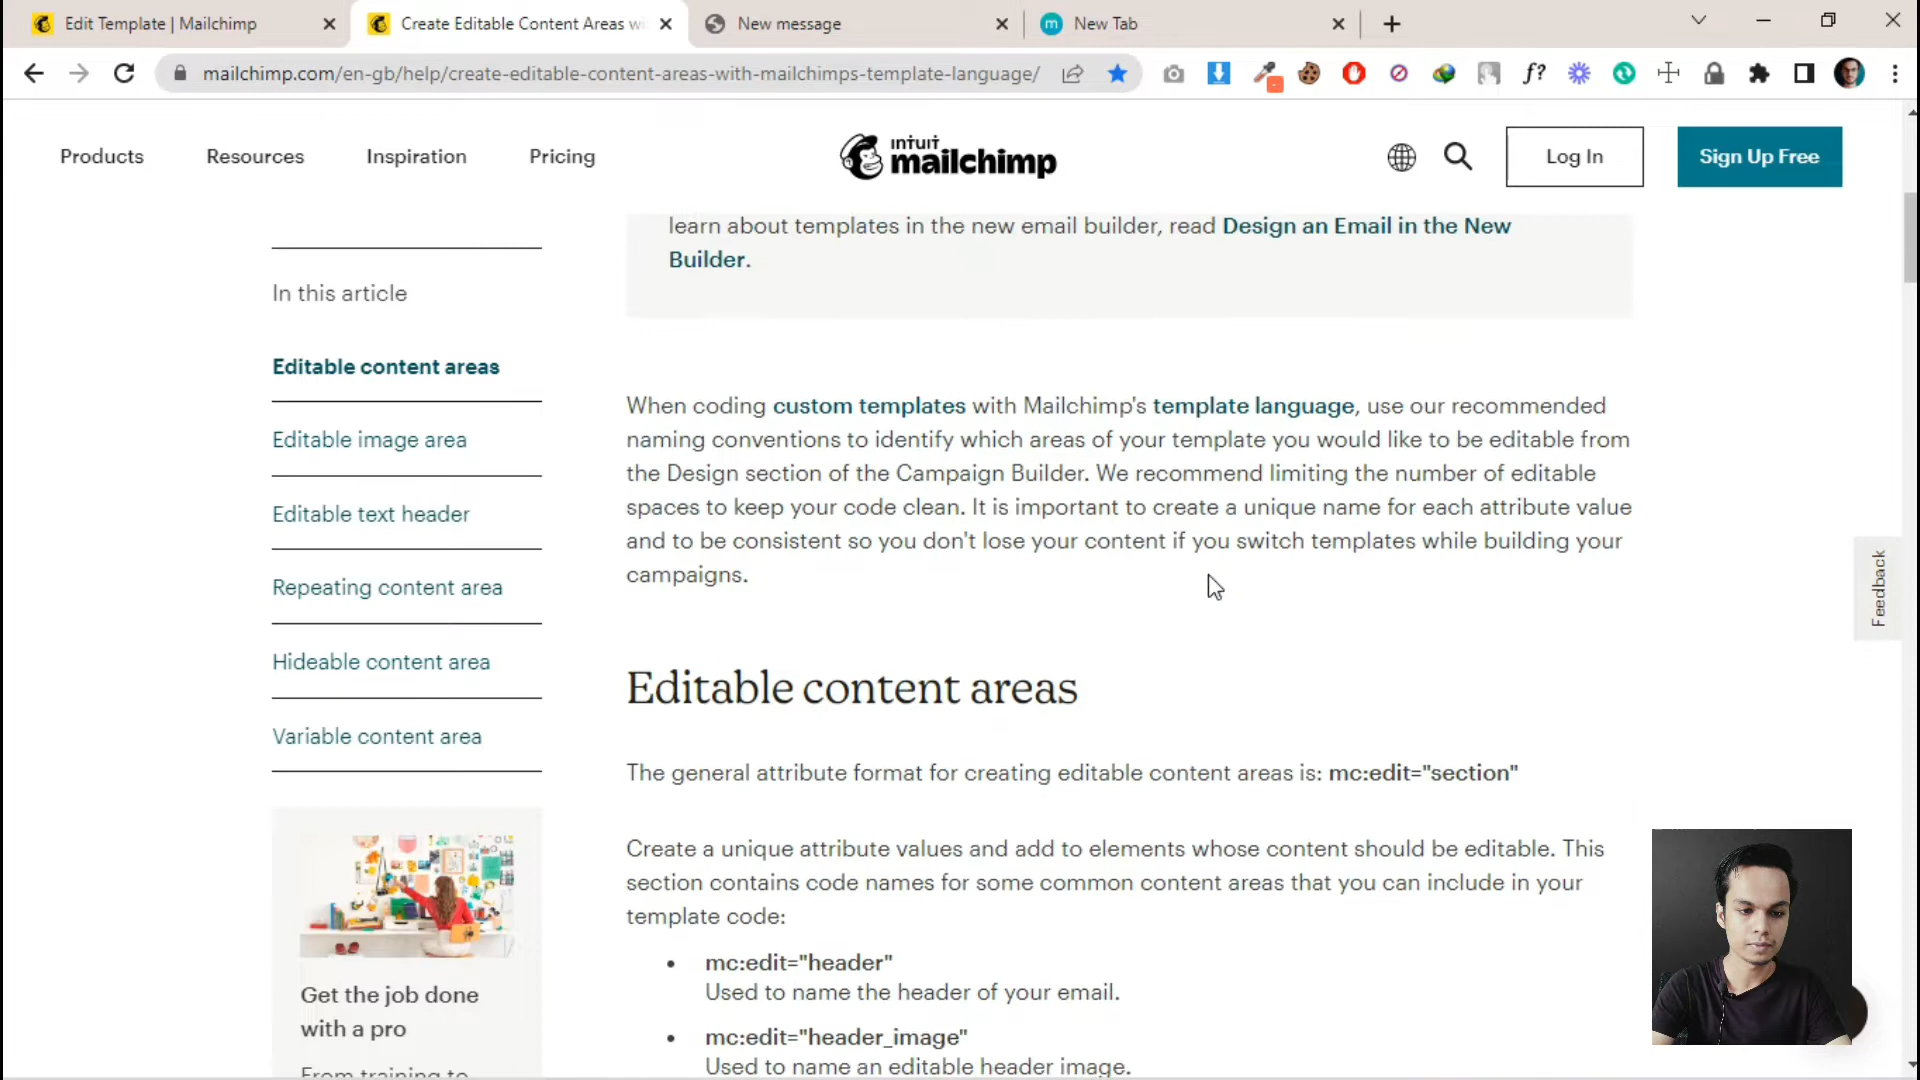 Edit Template | Mailchimp
Create Editable Content Areas wi
New message
New Tab
mailchimp.com/en-gb/help/create-editable-content-areas-with-mailchimps-template-language/
f?
Products
Resources
Inspiration
Pricing
INTUIT
mailchimp
Log In
Sign Up Free
learn about templates in the new email builder, read Design an Email in the New
Builder.
In this article
Editable content areas
Editable image area
Editable text header
Repeating content area
Hideable content area
Variable content area
Get the job done
with a pro
From training to
When coding custom templates with Mailchimp's template language, use our recommended
naming conventions to identify which areas of your template you would like to be editable from
the Design section of the Campaign Builder. We recommend limiting the number of editable
spaces to keep your code clean. It is important to create a unique name for each attribute value
and to be consistent so you don't lose your content if you switch templates while building your
campaigns.
Editable content areas
The general attribute format for creating editable content areas is: mc:edit="section"
Create a unique attribute values and add to elements whose content should be editable. This
section contains code names for some common content areas that you can include in your
template code:
• mc:edit="header"
Used to name the header of your email.
• mc:edit="header_image"
Used to name an editable header image.
Feedback